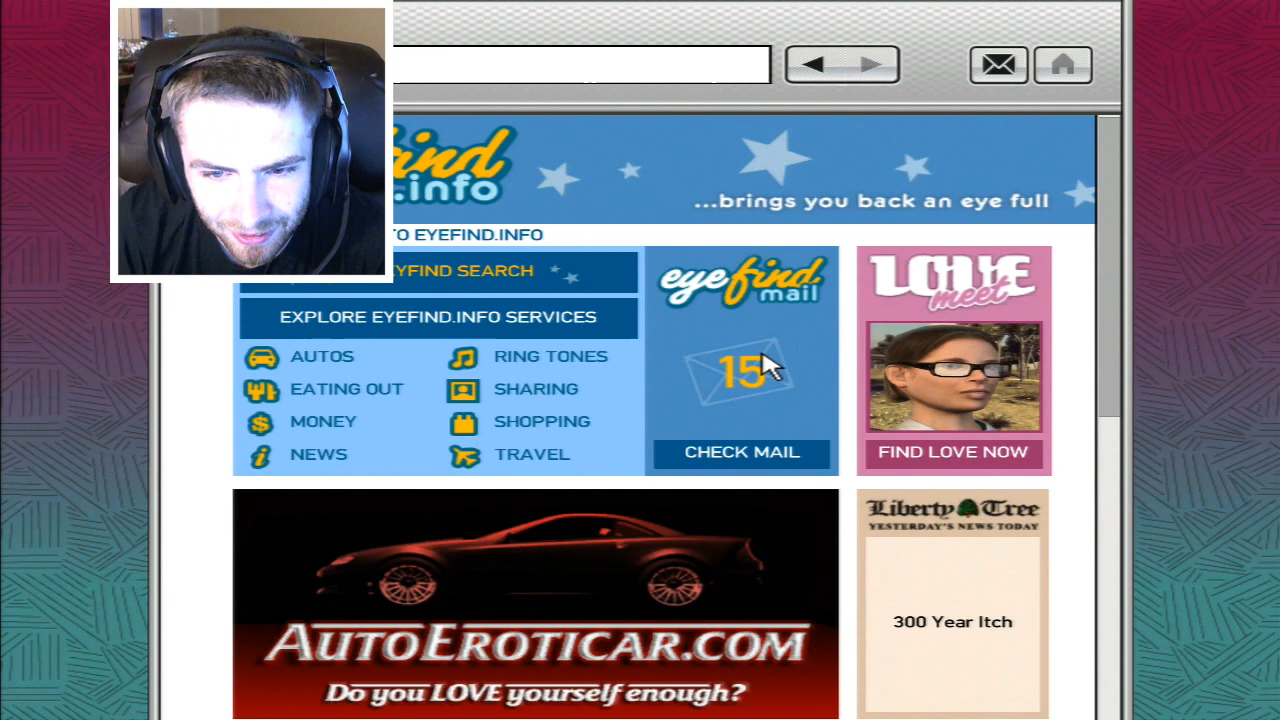 find
.info
...brings you back an eye full
TO EYEFIND.INFO
EYEFIND SEARCH
EXPLORE EYEFIND.INFO SERVICES
AUTOS
RING TONES
EATING OUT
SHARING
MONEY
SHOPPING
NEWS
TRAVEL
eyefind
mail
15
CHECK MAIL
LOVE
meet
FIND LOVE NOW
AUTOEROTICAR.COM
Do you LOVE yourself enough?
Liberty Tree
YESTERDAY'S NEWS TODAY
300 Year Itch